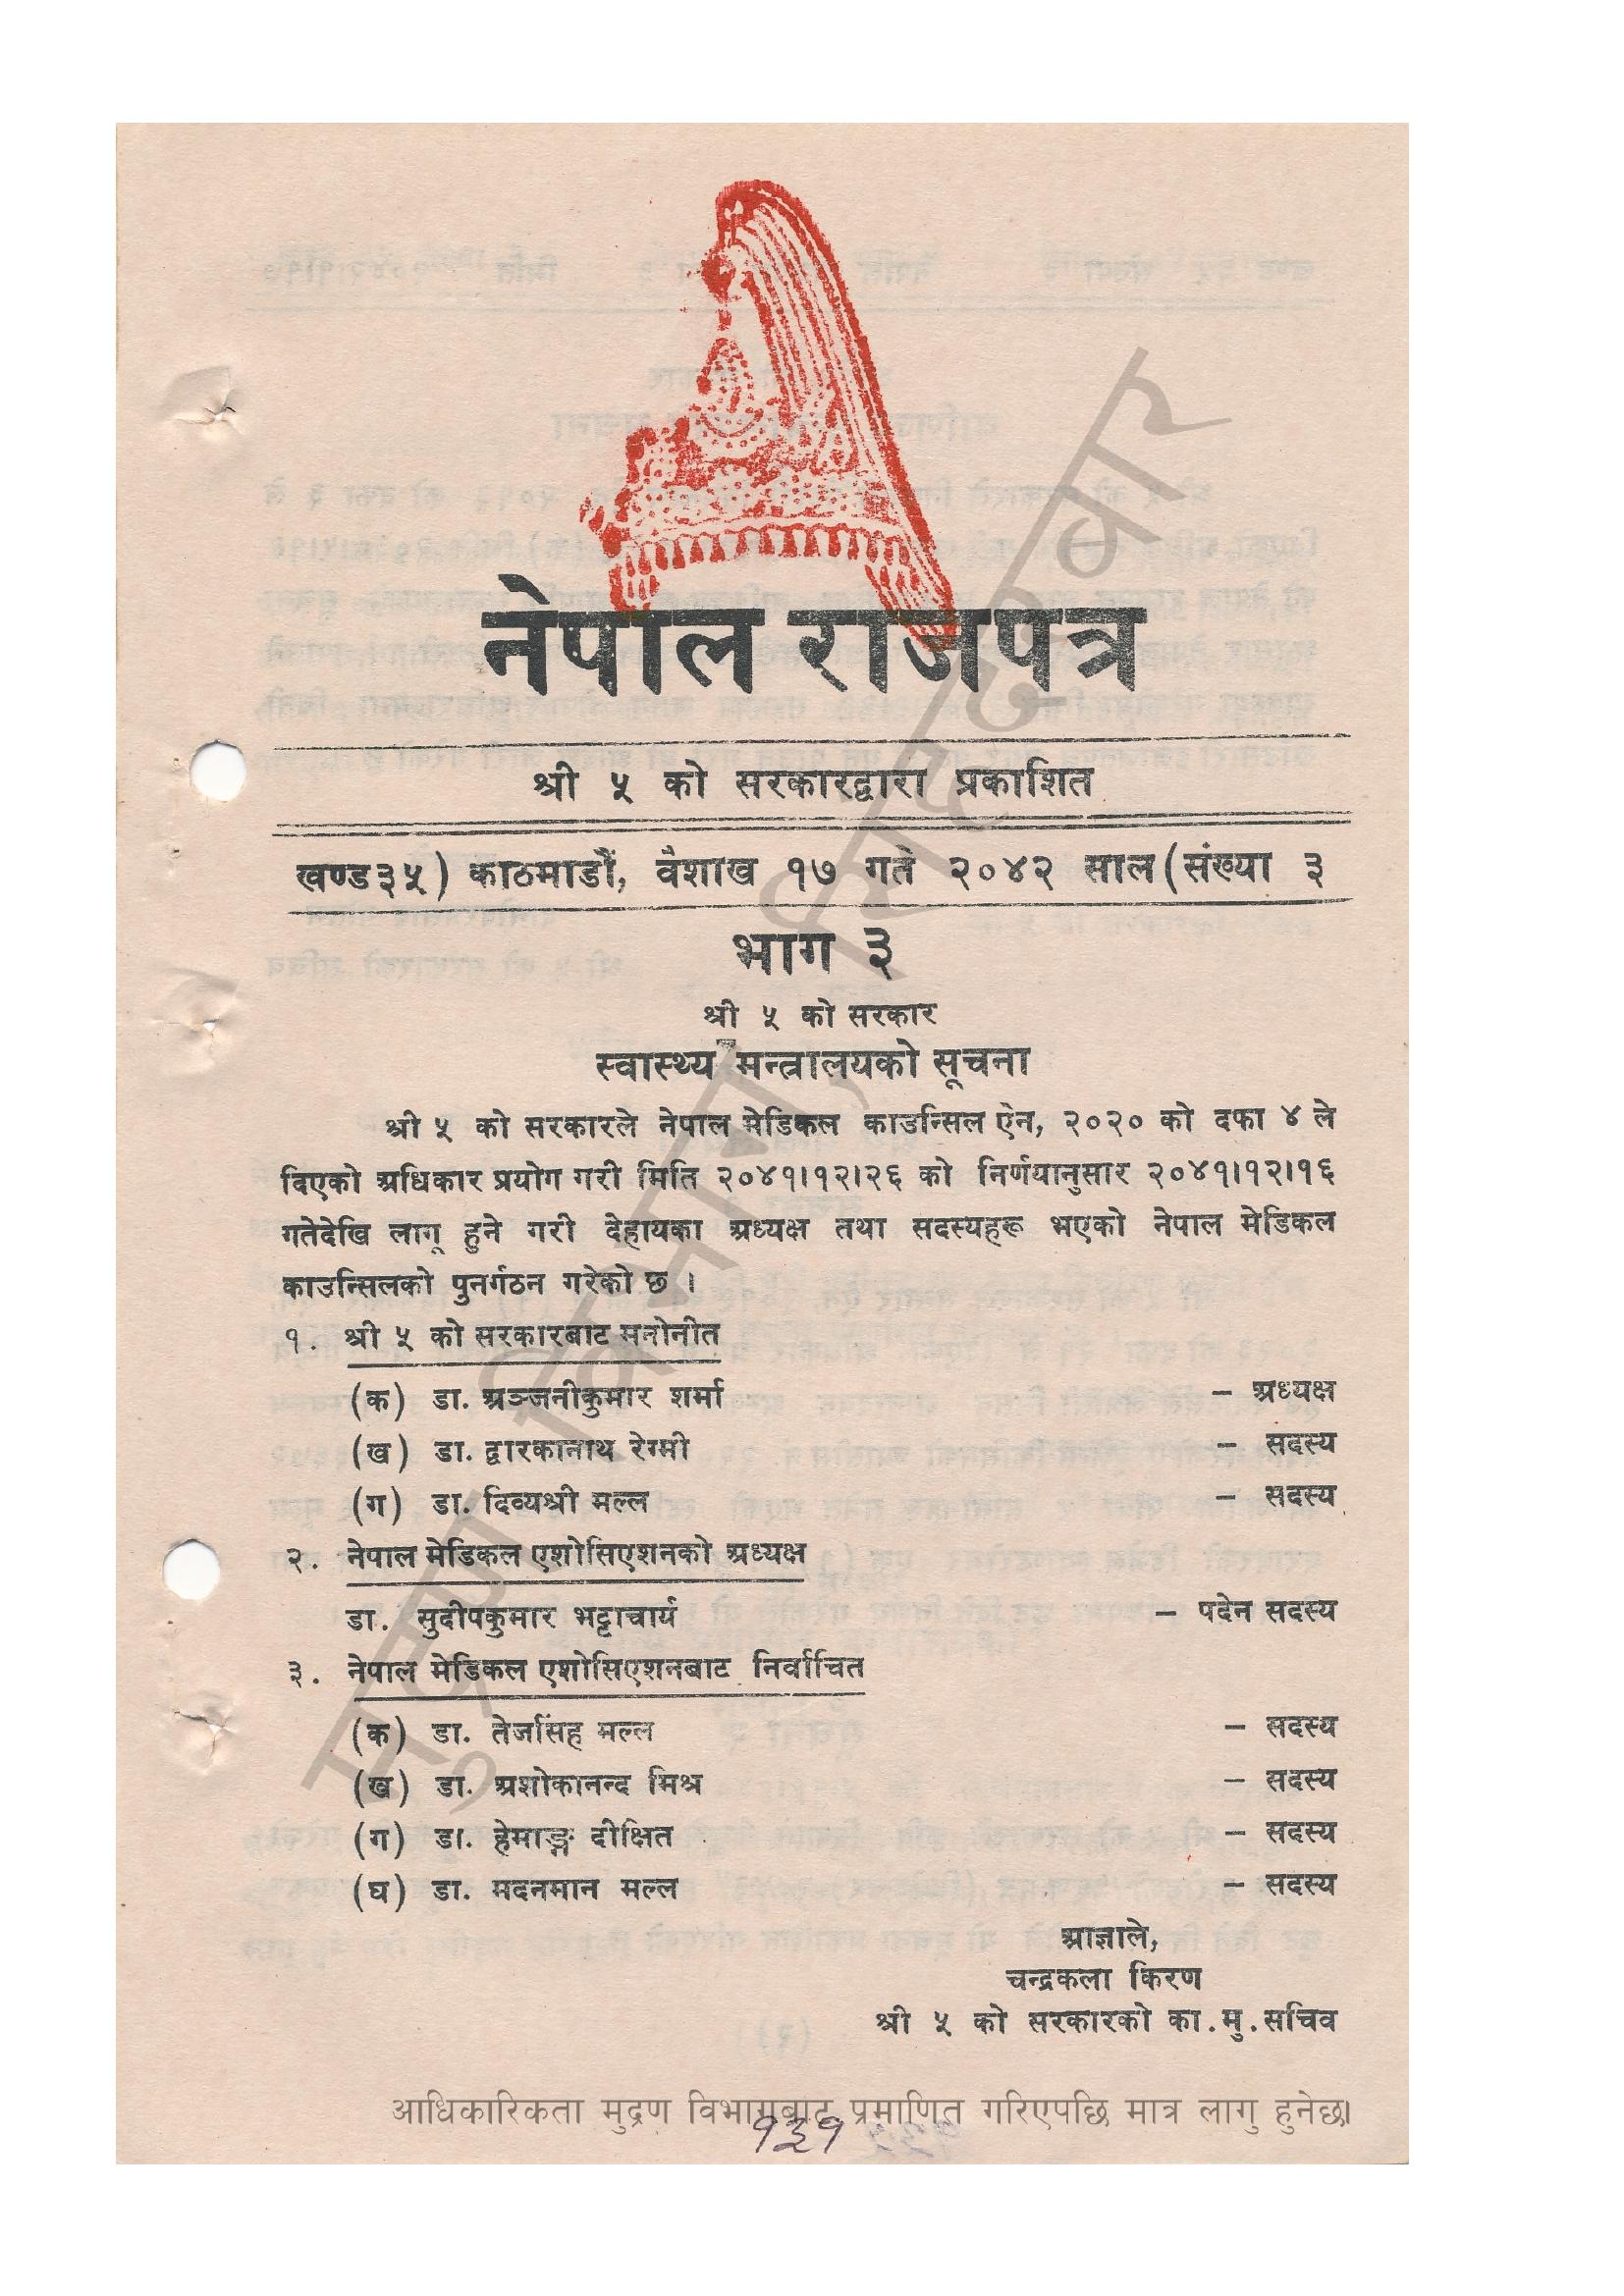 नेपाल राजपत्र
श्री ५ को सरकारद्वारा प्रकाशित
खण्ड ३५) काठमाडौं, वैशाख १७ गते २०४२ साल (संख्या ३
भाग ३
श्री ५ को सरकार
स्वास्थ्य मन्त्रालयको सूचना
श्री ५ को सरकारले नेपाल मेडिकल काउन्सिल ऐन, २०२० को दफा ४ ले
दिएको अधिकार प्रयोग गरी मिति २०४१।१२।२६ को निर्णयानुसार २०४१।१२।१६
गतेदेखि लागू हुने गरी देहायका अध्यक्ष तथा सदस्यहरू भएको नेपाल मेडिकल
काउन्सिलको पुनर्गठन गरेको छ ।
१. श्री ५ को सरकारबाट मनोनीत
(क) डा. अञ्जनीकुमार शर्मा – अध्यक्ष
(ख) डा. द्वारकानाथ रेग्मी – सदस्य
(ग) डा. दिव्यश्री मल्ल – सदस्य
२. नेपाल मेडिकल एशोसिएशनको अध्यक्ष
डा. सुदीपकुमार भट्टाचार्य – पदेन सदस्य
३. नेपाल मेडिकल एशोसिएशनबाट निर्वाचित
(क) डा. तेजसिंह मल्ल – सदस्य
(ख) डा. अशोकानन्द मिश्र – सदस्य
(ग) डा. हेमाङ्ग दीक्षित – सदस्य
(घ) डा. मदनमान मल्ल – सदस्य
आज्ञाले,
चन्द्रकला किरण
श्री ५ को सरकारको का.मु.सचिव
आधिकारिकता मुद्रण विभागबाट प्रमाणित गरिएपछि मात्र लागु हुनेछ।
१३१
मुद्रण विभाग, सिंहदरबार